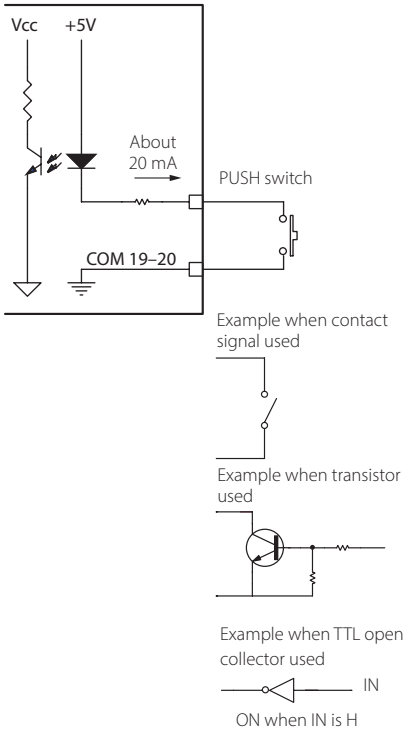 Vcc +5V
About
20 mA
PUSH switch
COM 19–20
Example when contact
signal used
Example when transistor
used
Example when TTL open
collector used
IN
ON when IN is H